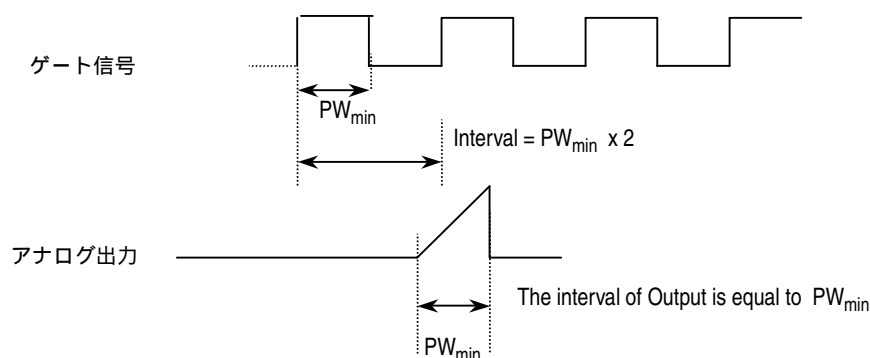 ゲート信号
PWmin
Interval = PWmin x 2
アナログ出力
The interval of Output is equal to PWmin
PWmin